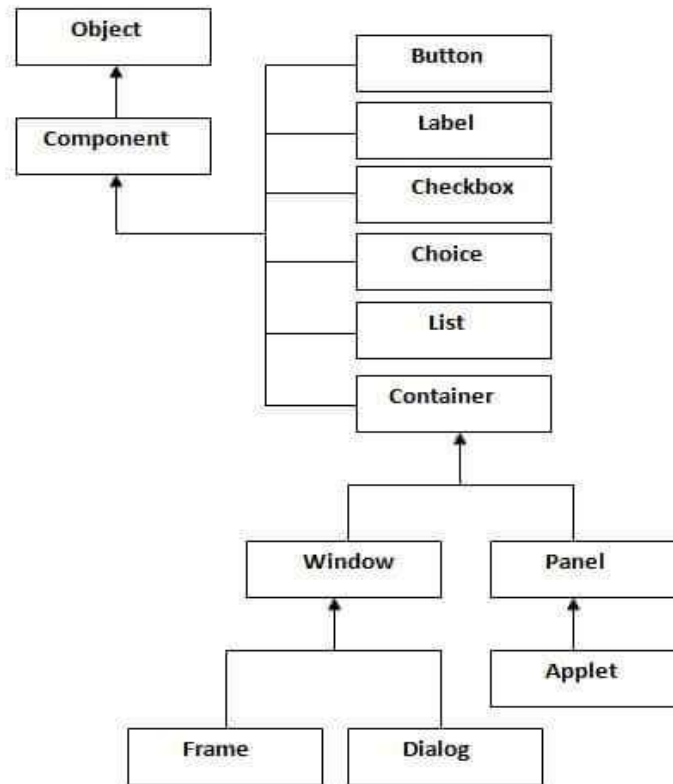 Object
Component
Button
Label
Checkbox
Choice
List
Container
Window
Panel
Applet
Frame
Dialog